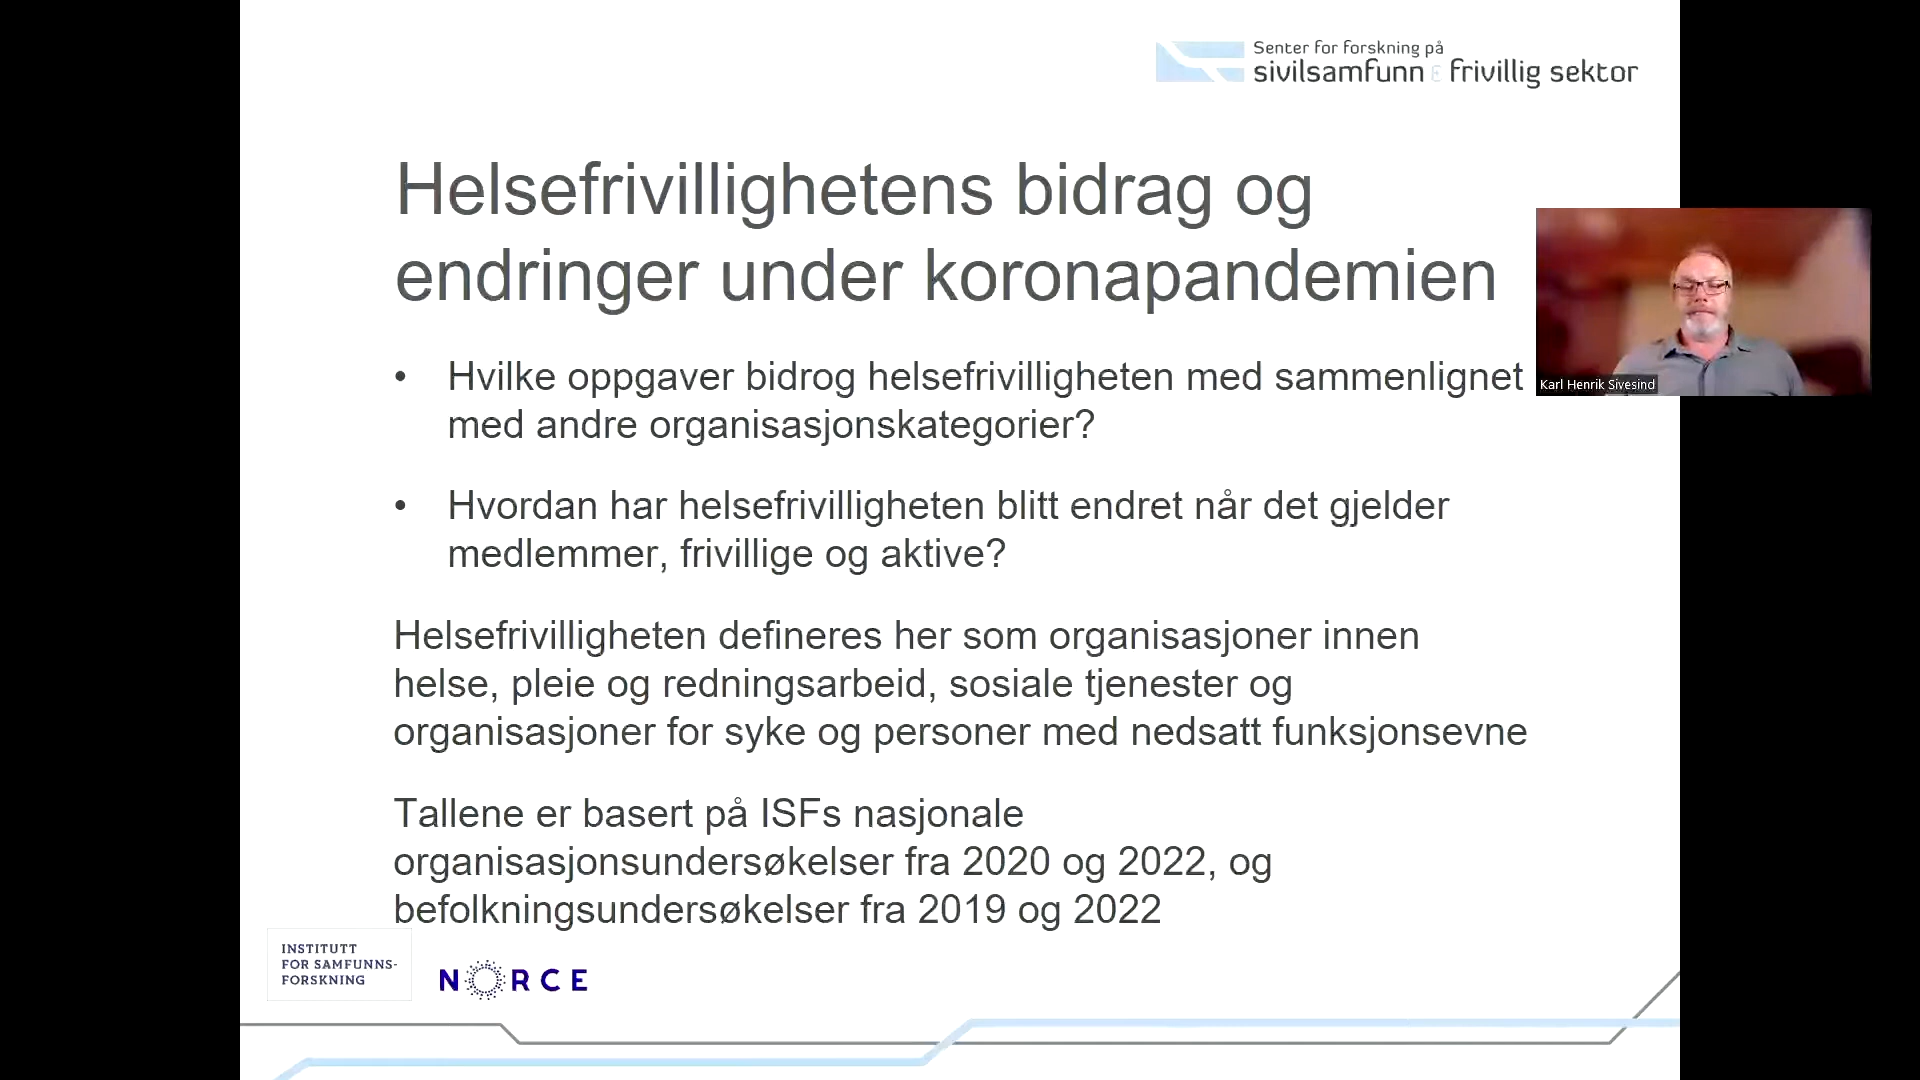 Senter for forskning på
sivilsamfunn & frivillig sektor
Helsefrivillighetens bidrag og
endringer under koronapandemien
• Hvilke oppgaver bidrog helsefrivilligheten med sammenlignet
med andre organisasjonskategorier?
• Hvordan har helsefrivilligheten blitt endret når det gjelder
medlemmer, frivillige og aktive?
Helsefrivilligheten defineres her som organisasjoner innen
helse, pleie og redningsarbeid, sosiale tjenester og
organisasjoner for syke og personer med nedsatt funksjonsevne
Tallene er basert på ISFs nasjonale
organisasjonsundersøkelser fra 2020 og 2022, og
befolkningsundersøkelser fra 2019 og 2022
Karl Henrik Sivesind
INSTITUTT
FOR SAMFUNNS-
FORSKNING
NORCE